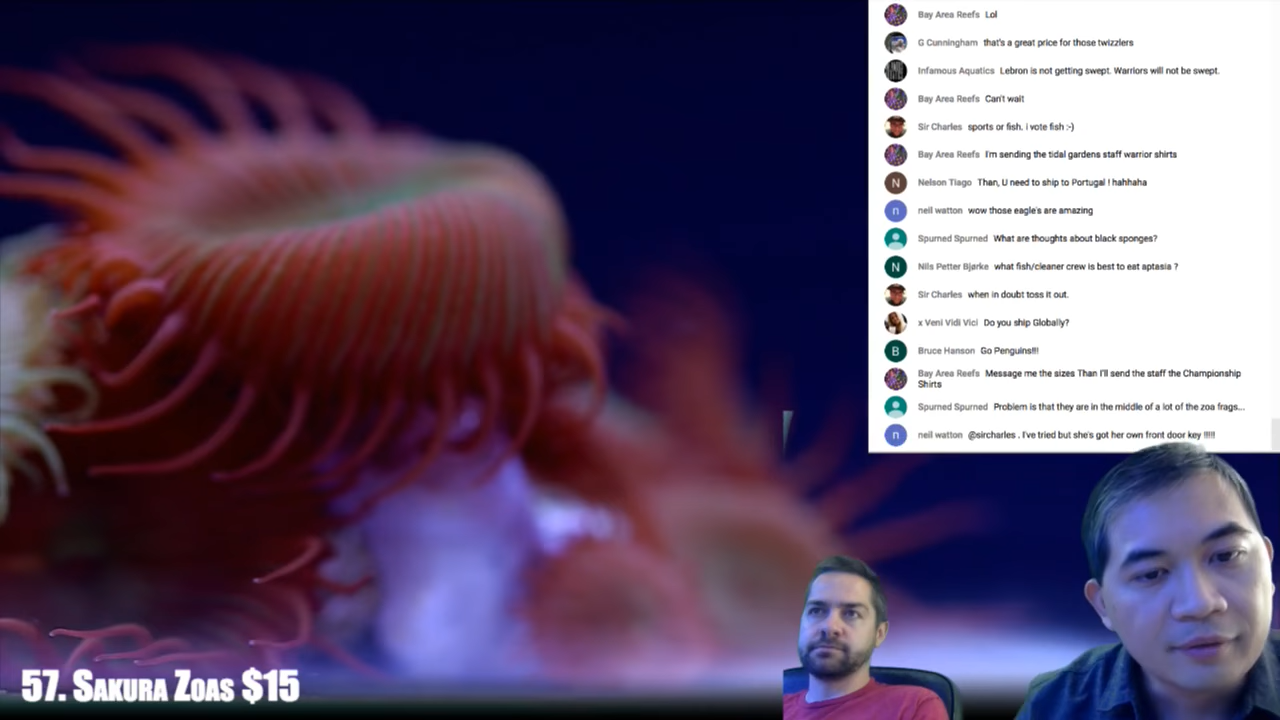 Bay Area Reefs Lol
G Cunningham that's a great price for those twizzlers
Infamous Aquatics Lebron is not getting swept. Warriors will not be swept.
Bay Area Reefs Can't wait
Sir Charles sports or fish. i vote fish :-)
Bay Area Reefs I'm sending the tidal gardens staff warrior shirts
N Nelson Tiago Than, U need to ship to Portugal ! hahhaha
n neil watton wow those eagle's are amazing
Spurned Spurned What are thoughts about black sponges?
N Nils Petter Bjørke what fish/cleaner crew is best to eat aptasia ?
Sir Charles when in doubt toss it out.
x Veni Vidi Vici Do you ship Globally?
B Bruce Hanson Go Penguins!!!
Bay Area Reefs Message me the sizes Than I'll send the staff the Championship
Shirts
Spurned Spurned Problem is that they are in the middle of a lot of the zoa frags...
n neil watton @sircharles . I've tried but she's got her own front door key !!!!!
57. Sakura Zoas $15